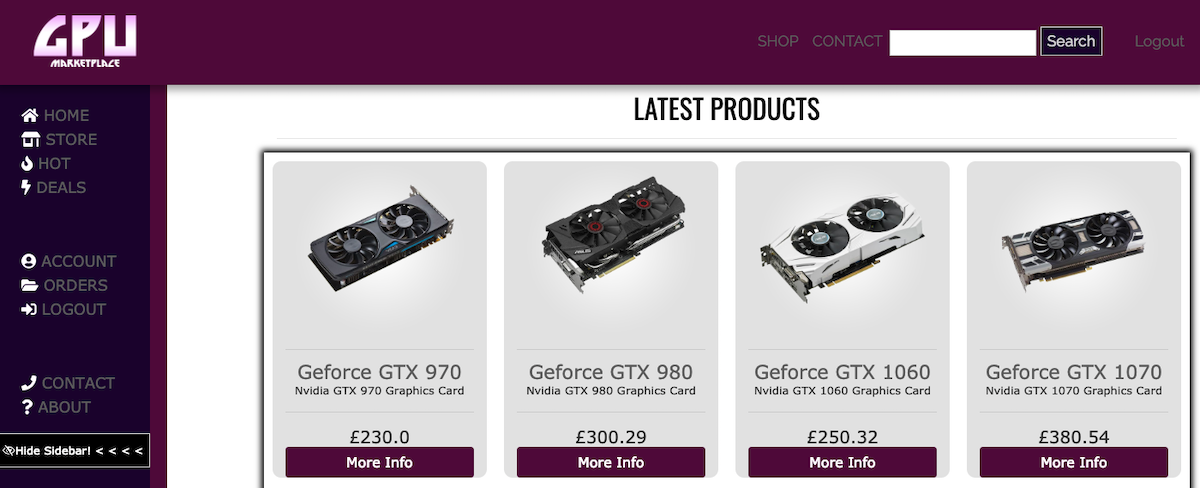 GPU
MARKETPLACE
SHOP CONTACT Search Logout
HOME
STORE
HOT
DEALS
ACCOUNT
ORDERS
LOGOUT
CONTACT
ABOUT
Hide Sidebar! < < < <
LATEST PRODUCTS
Geforce GTX 970
Nvidia GTX 970 Graphics Card
£230.0
More Info
Geforce GTX 980
Nvidia GTX 980 Graphics Card
£300.29
More Info
Geforce GTX 1060
Nvidia GTX 1060 Graphics Card
£250.32
More Info
Geforce GTX 1070
Nvidia GTX 1070 Graphics Card
£380.54
More Info